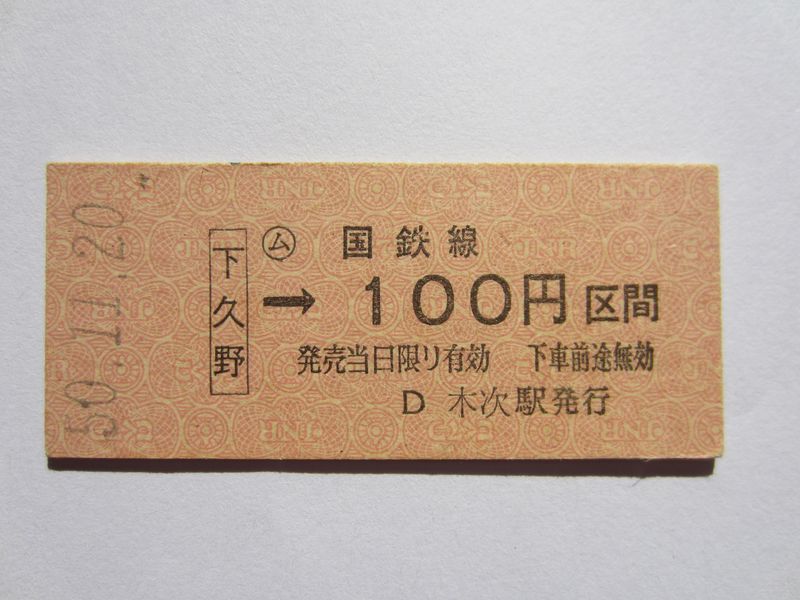 50.11.20
下久野
㋰ 国鉄線
→ 100円区間
発売当日限り有効 下車前途無効
D 木次駅発行